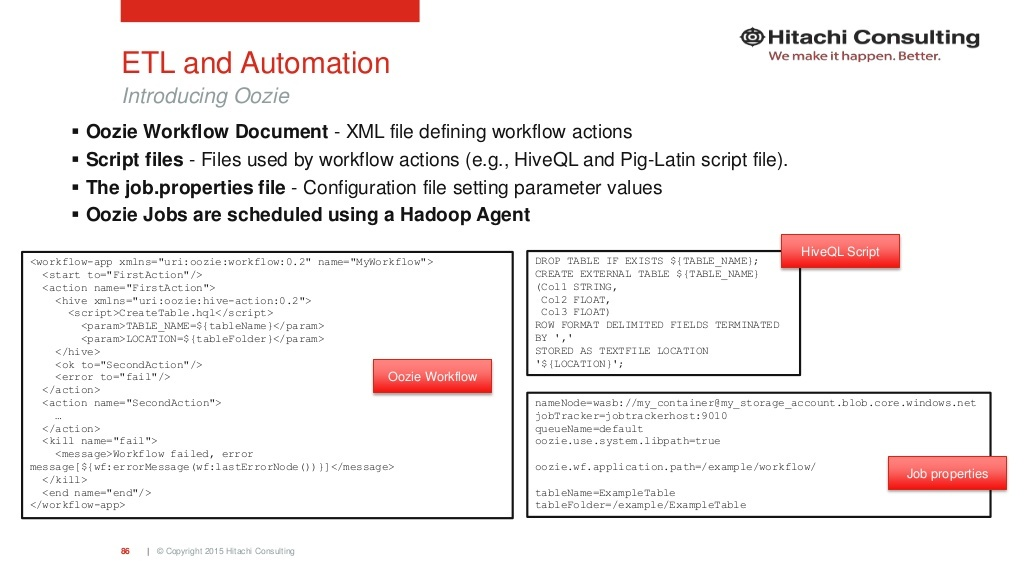 Hitachi Consulting
We make it happen. Better.
ETL and Automation
Introducing Oozie
▪ Oozie Workflow Document - XML file defining workflow actions
▪ Script files - Files used by workflow actions (e.g., HiveQL and Pig-Latin script file).
▪ The job.properties file - Configuration file setting parameter values
▪ Oozie Jobs are scheduled using a Hadoop Agent
<workflow-app xmlns="uri:oozie:workflow:0.2" name="MyWorkflow">
  <start to="FirstAction"/>
  <action name="FirstAction">
    <hive xmlns="uri:oozie:hive-action:0.2">
      <script>CreateTable.hql</script>
        <param>TABLE_NAME=${tableName}</param>
        <param>LOCATION=${tableFolder}</param>
    </hive>
    <ok to="SecondAction"/>
    <error to="fail"/>
  </action>
  <action name="SecondAction">
    …
  </action>
  <kill name="fail">
    <message>Workflow failed, error
message[${wf:errorMessage(wf:lastErrorNode())}]</message>
  </kill>
  <end name="end"/>
</workflow-app>
Oozie Workflow
HiveQL Script
DROP TABLE IF EXISTS ${TABLE_NAME};
CREATE EXTERNAL TABLE ${TABLE_NAME}
(Col1 STRING,
 Col2 FLOAT,
 Col3 FLOAT)
ROW FORMAT DELIMITED FIELDS TERMINATED
BY ','
STORED AS TEXTFILE LOCATION
'${LOCATION}';
nameNode=wasb://my_container@my_storage_account.blob.core.windows.net
jobTracker=jobtrackerhost:9010
queueName=default
oozie.use.system.libpath=true
oozie.wf.application.path=/example/workflow/
Job properties
tableName=ExampleTable
tableFolder=/example/ExampleTable
86 | © Copyright 2015 Hitachi Consulting